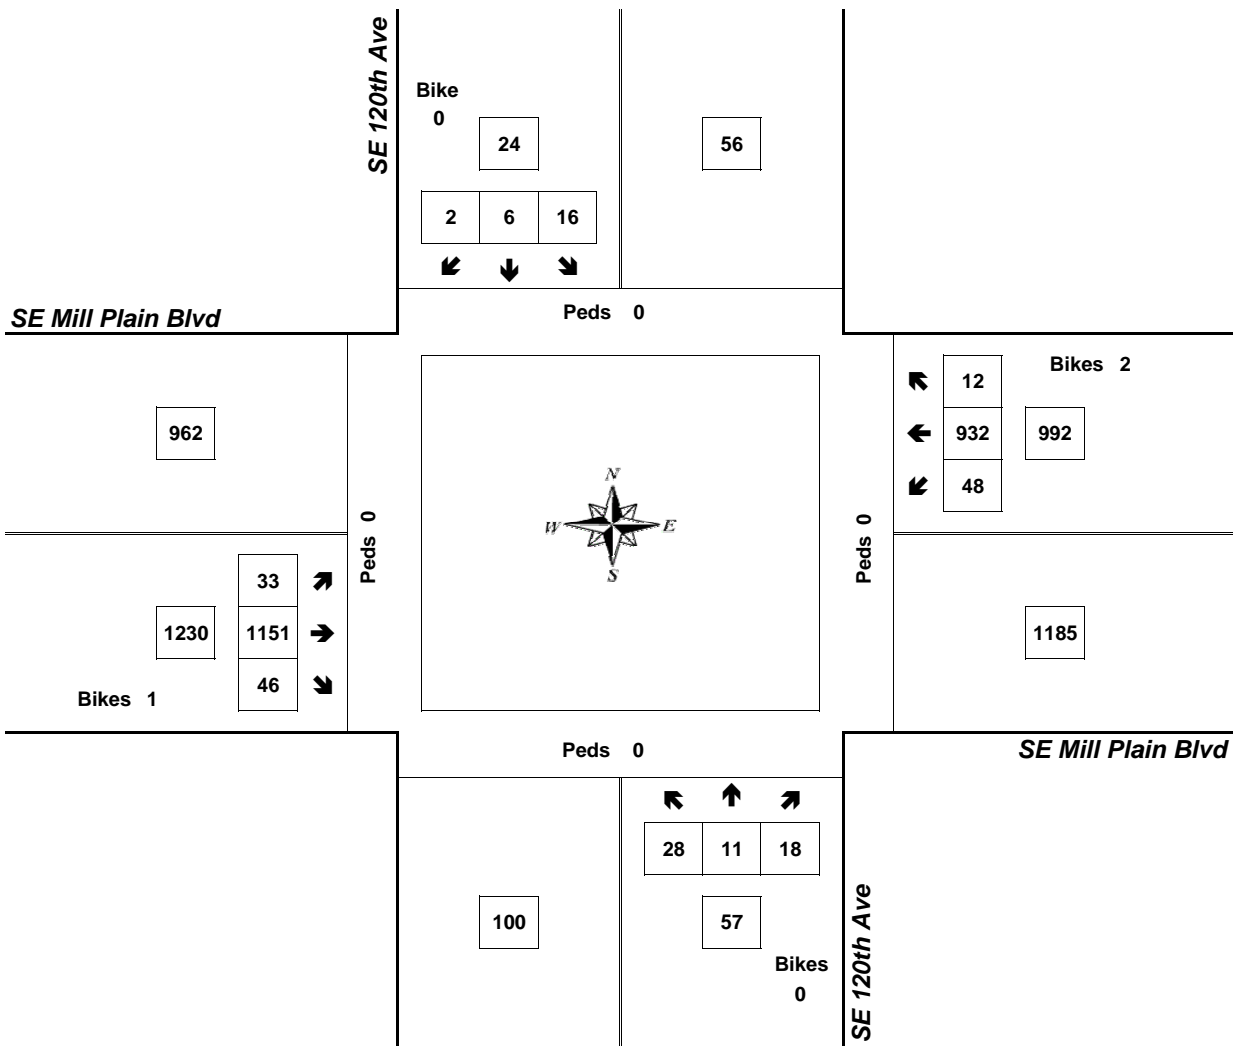 SE 120th Ave
Bike
0
24
56
2 6 16
SE Mill Plain Blvd
Peds 0
12
Bikes 2
962
932 992
48
N
W E
S
Peds 0
Peds 0
33
1230 1151
1185
46
Bikes 1
Peds 0
SE Mill Plain Blvd
28 11 18
100
57
Bikes
0
SE 120th Ave